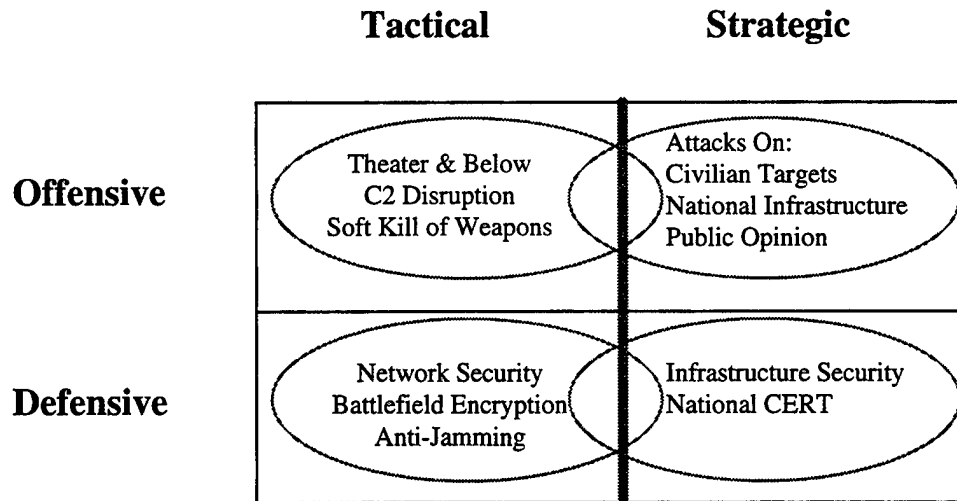 Tactical
Strategic
Offensive
Theater & Below
C2 Disruption
Soft Kill of Weapons
Attacks On:
Civilian Targets
National Infrastructure
Public Opinion
Defensive
Network Security
Battlefield Encryption
Anti-Jamming
Infrastructure Security
National CERT